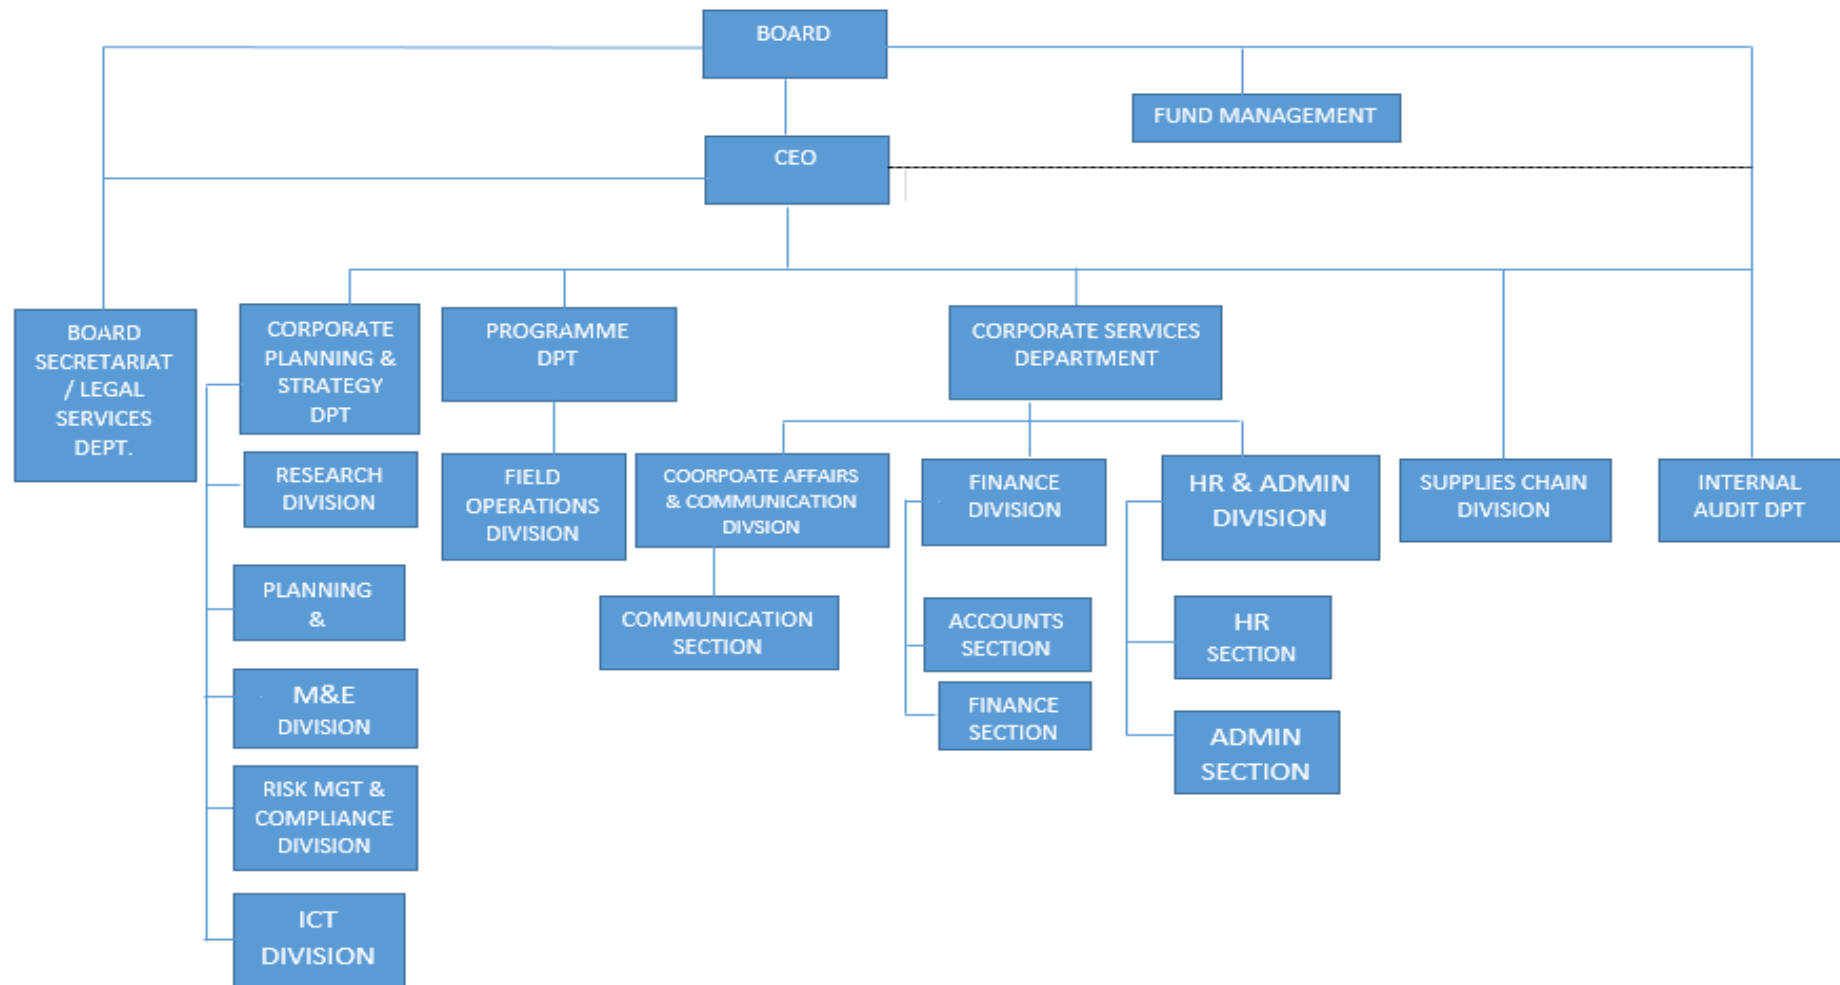 BOARD
FUND MANAGEMENT
CEO
BOARD
SECRETARIAT
/ LEGAL
SERVICES
DEPT.
CORPORATE
PLANNING &
STRATEGY
DPT
PROGRAMME
DPT
CORPORATE SERVICES
DEPARTMENT
RESEARCH
DIVISION
FIELD
OPERATIONS
DIVISION
COORPOATE AFFAIRS
& COMMUNICATION
DIVSION
FINANCE
DIVISION
HR & ADMIN
DIVISION
SUPPLIES CHAIN
DIVISION
INTERNAL
AUDIT DPT
PLANNING
&
COMMUNICATION
SECTION
ACCOUNTS
SECTION
HR
SECTION
M&E
DIVISION
FINANCE
SECTION
ADMIN
SECTION
RISK MGT &
COMPLIANCE
DIVISION
ICT
DIVISION